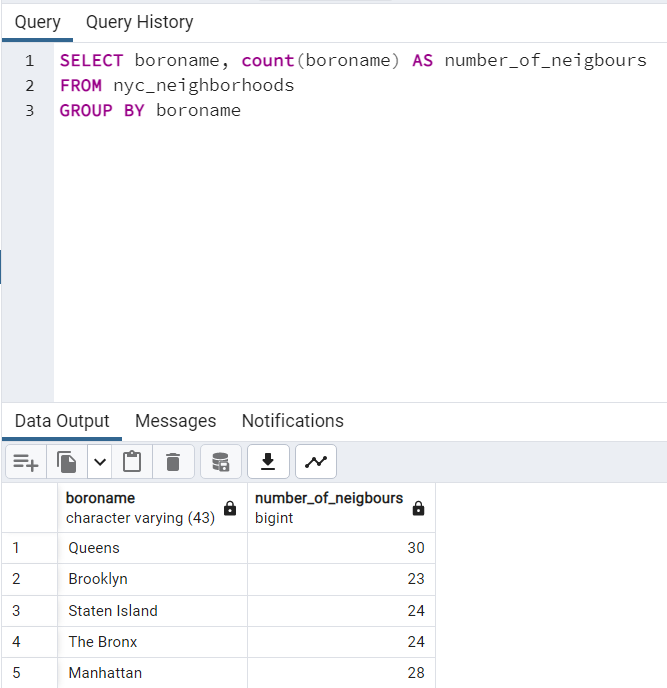 Query Query History
1 SELECT boroname, count(boroname) AS number_of_neigbours
2 FROM nyc_neighborhoods
3 GROUP BY boroname
Data Output Messages Notifications
boroname number_of_neigbours
character varying (43) bigint
1 Queens 30
2 Brooklyn 23
3 Staten Island 24
4 The Bronx 24
5 Manhattan 28